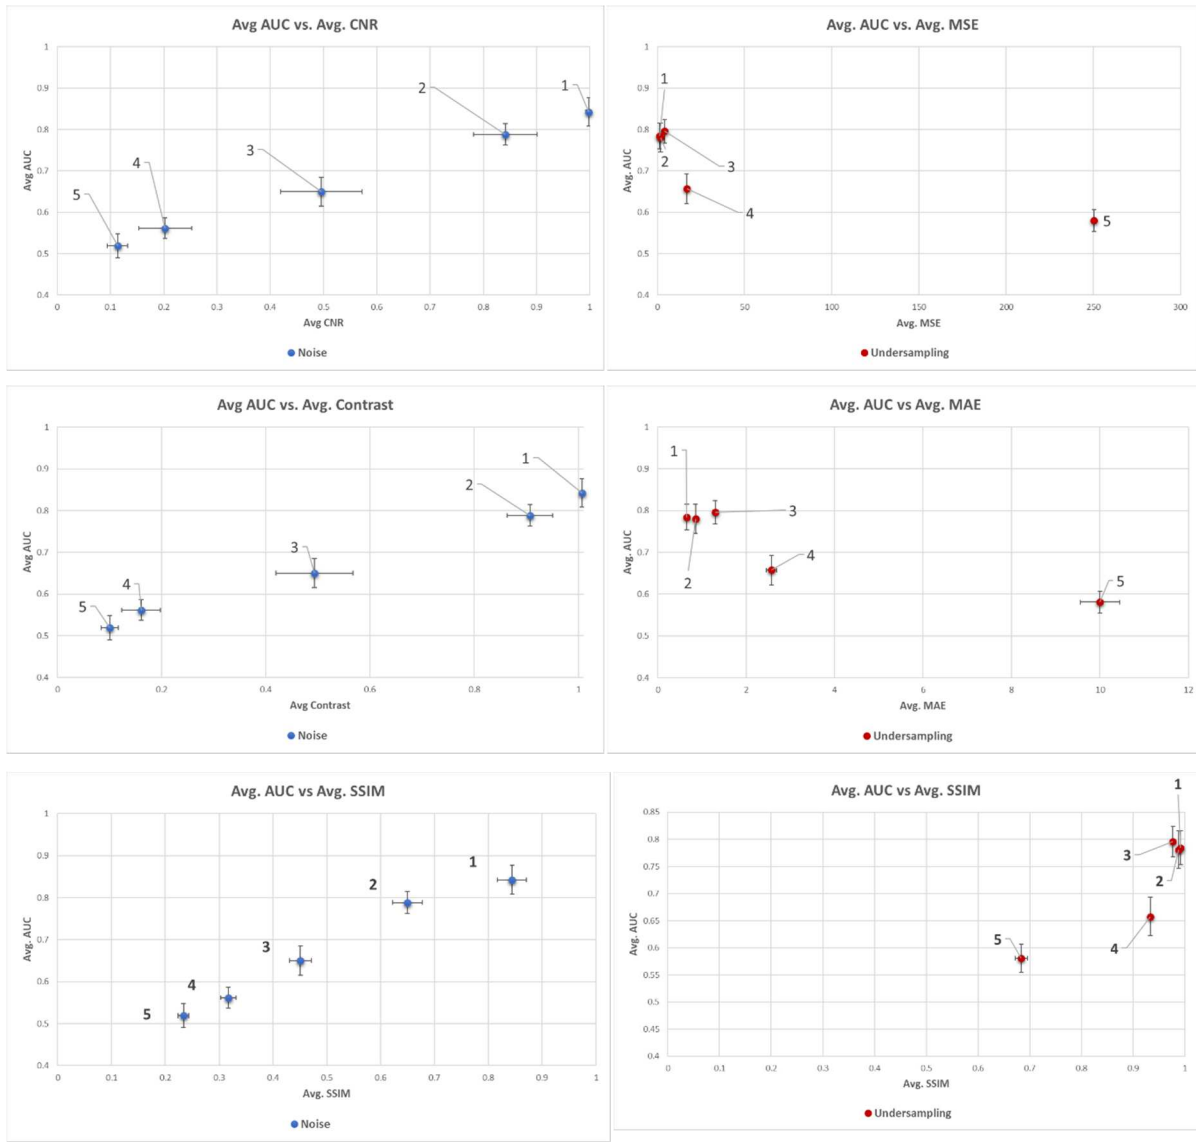 Avg AUC vs. Avg. CNR
1
0.9
0.8
0.7
0.6
0.5
0.4
Avg AUC
1
2
3
4
5
0 0.1 0.2 0.3 0.4 0.5 0.6 0.7 0.8 0.9 1
Avg CNR
Noise
Avg. AUC vs. Avg. MSE
1
0.9
0.8
0.7
0.6
0.5
0.4
Avg. AUC
1
2
3
4
5
0 50 100 150 200 250 300
Avg. MSE
Undersampling
Avg AUC vs. Avg. Contrast
1
0.9
0.8
0.7
0.6
0.5
0.4
Avg AUC
1
2
3
4
5
0 0.2 0.4 0.6 0.8 1
Avg Contrast
Noise
Avg. AUC vs Avg. MAE
1
0.9
0.8
0.7
0.6
0.5
0.4
Avg. AUC
1
3
2
4
5
0 2 4 6 8 10 12
Avg. MAE
Undersampling
Avg. AUC vs Avg. SSIM
1
0.9
0.8
0.7
0.6
0.5
0.4
Avg. AUC
1
2
3
4
5
0 0.1 0.2 0.3 0.4 0.5 0.6 0.7 0.8 0.9 1
Avg. SSIM
Noise
Avg. AUC vs Avg. SSIM
0.85
0.8
0.75
0.7
0.65
0.6
0.55
0.5
0.45
0.4
Avg. AUC
1
3
2
5
4
0 0.1 0.2 0.3 0.4 0.5 0.6 0.7 0.8 0.9 1
Avg. SSIM
Undersampling